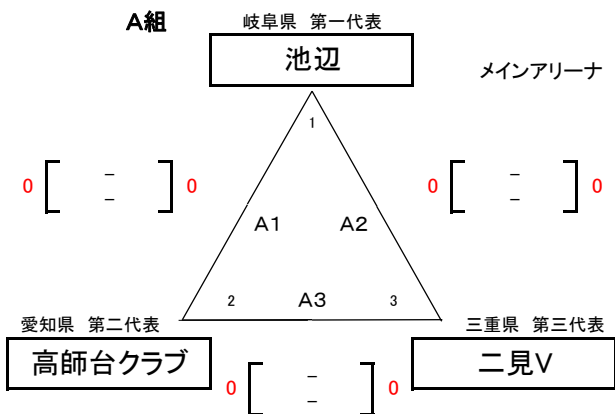 A組
岐阜県 第一代表
池辺
メインアリーナ
1
0 [ － ] 0
－
0 [ － ] 0
－
A1
A2
2
A3
3
愛知県 第二代表
三重県 第三代表
高師台クラブ
二見V
0 [ － ] 0
－